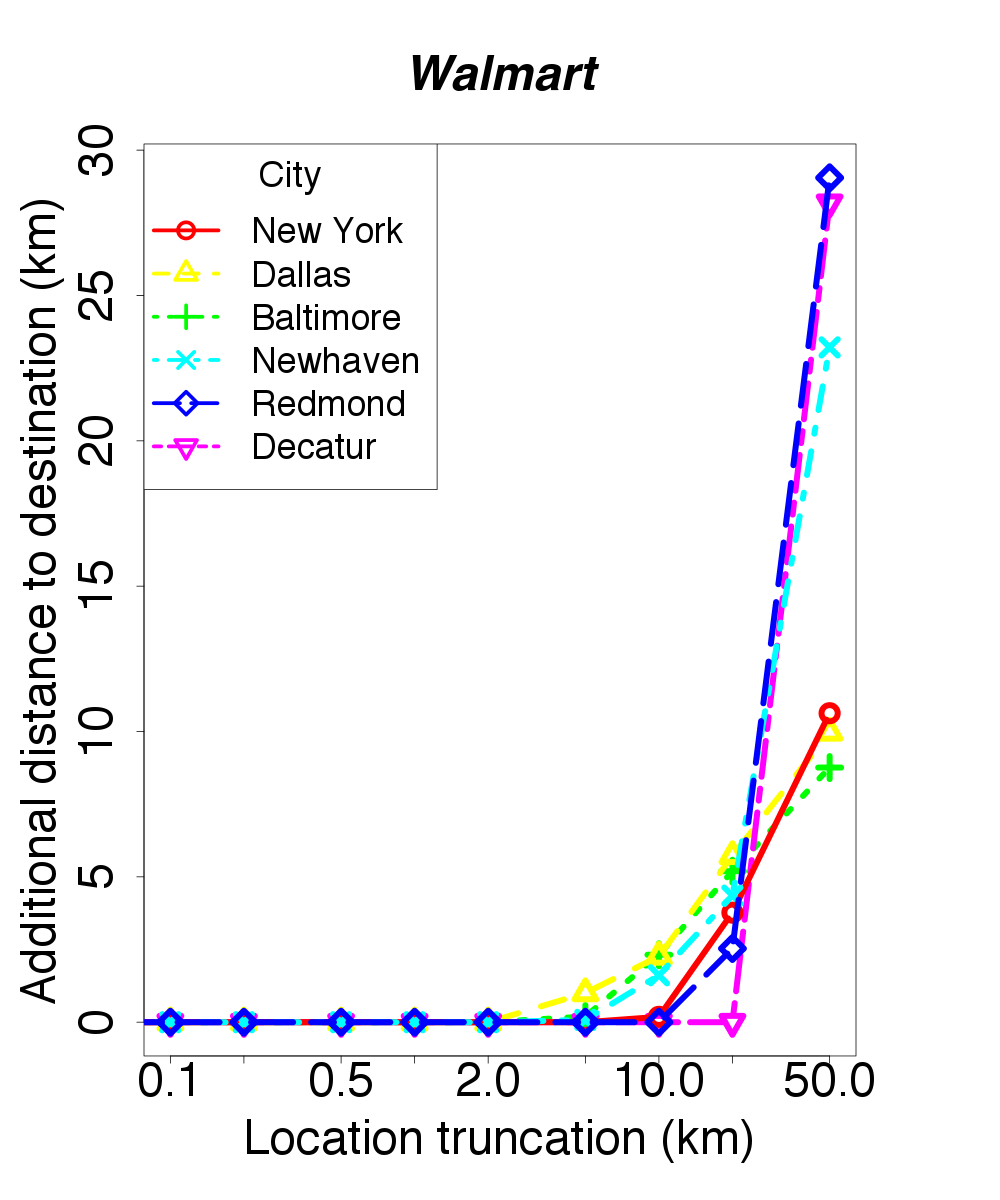 Walmart
Additional distance to destination (km)
30
25
20
15
10
5
0
City
New York
Dallas
Baltimore
Newhaven
Redmond
Decatur
0.1 0.5 2.0 10.0 50.0
Location truncation (km)